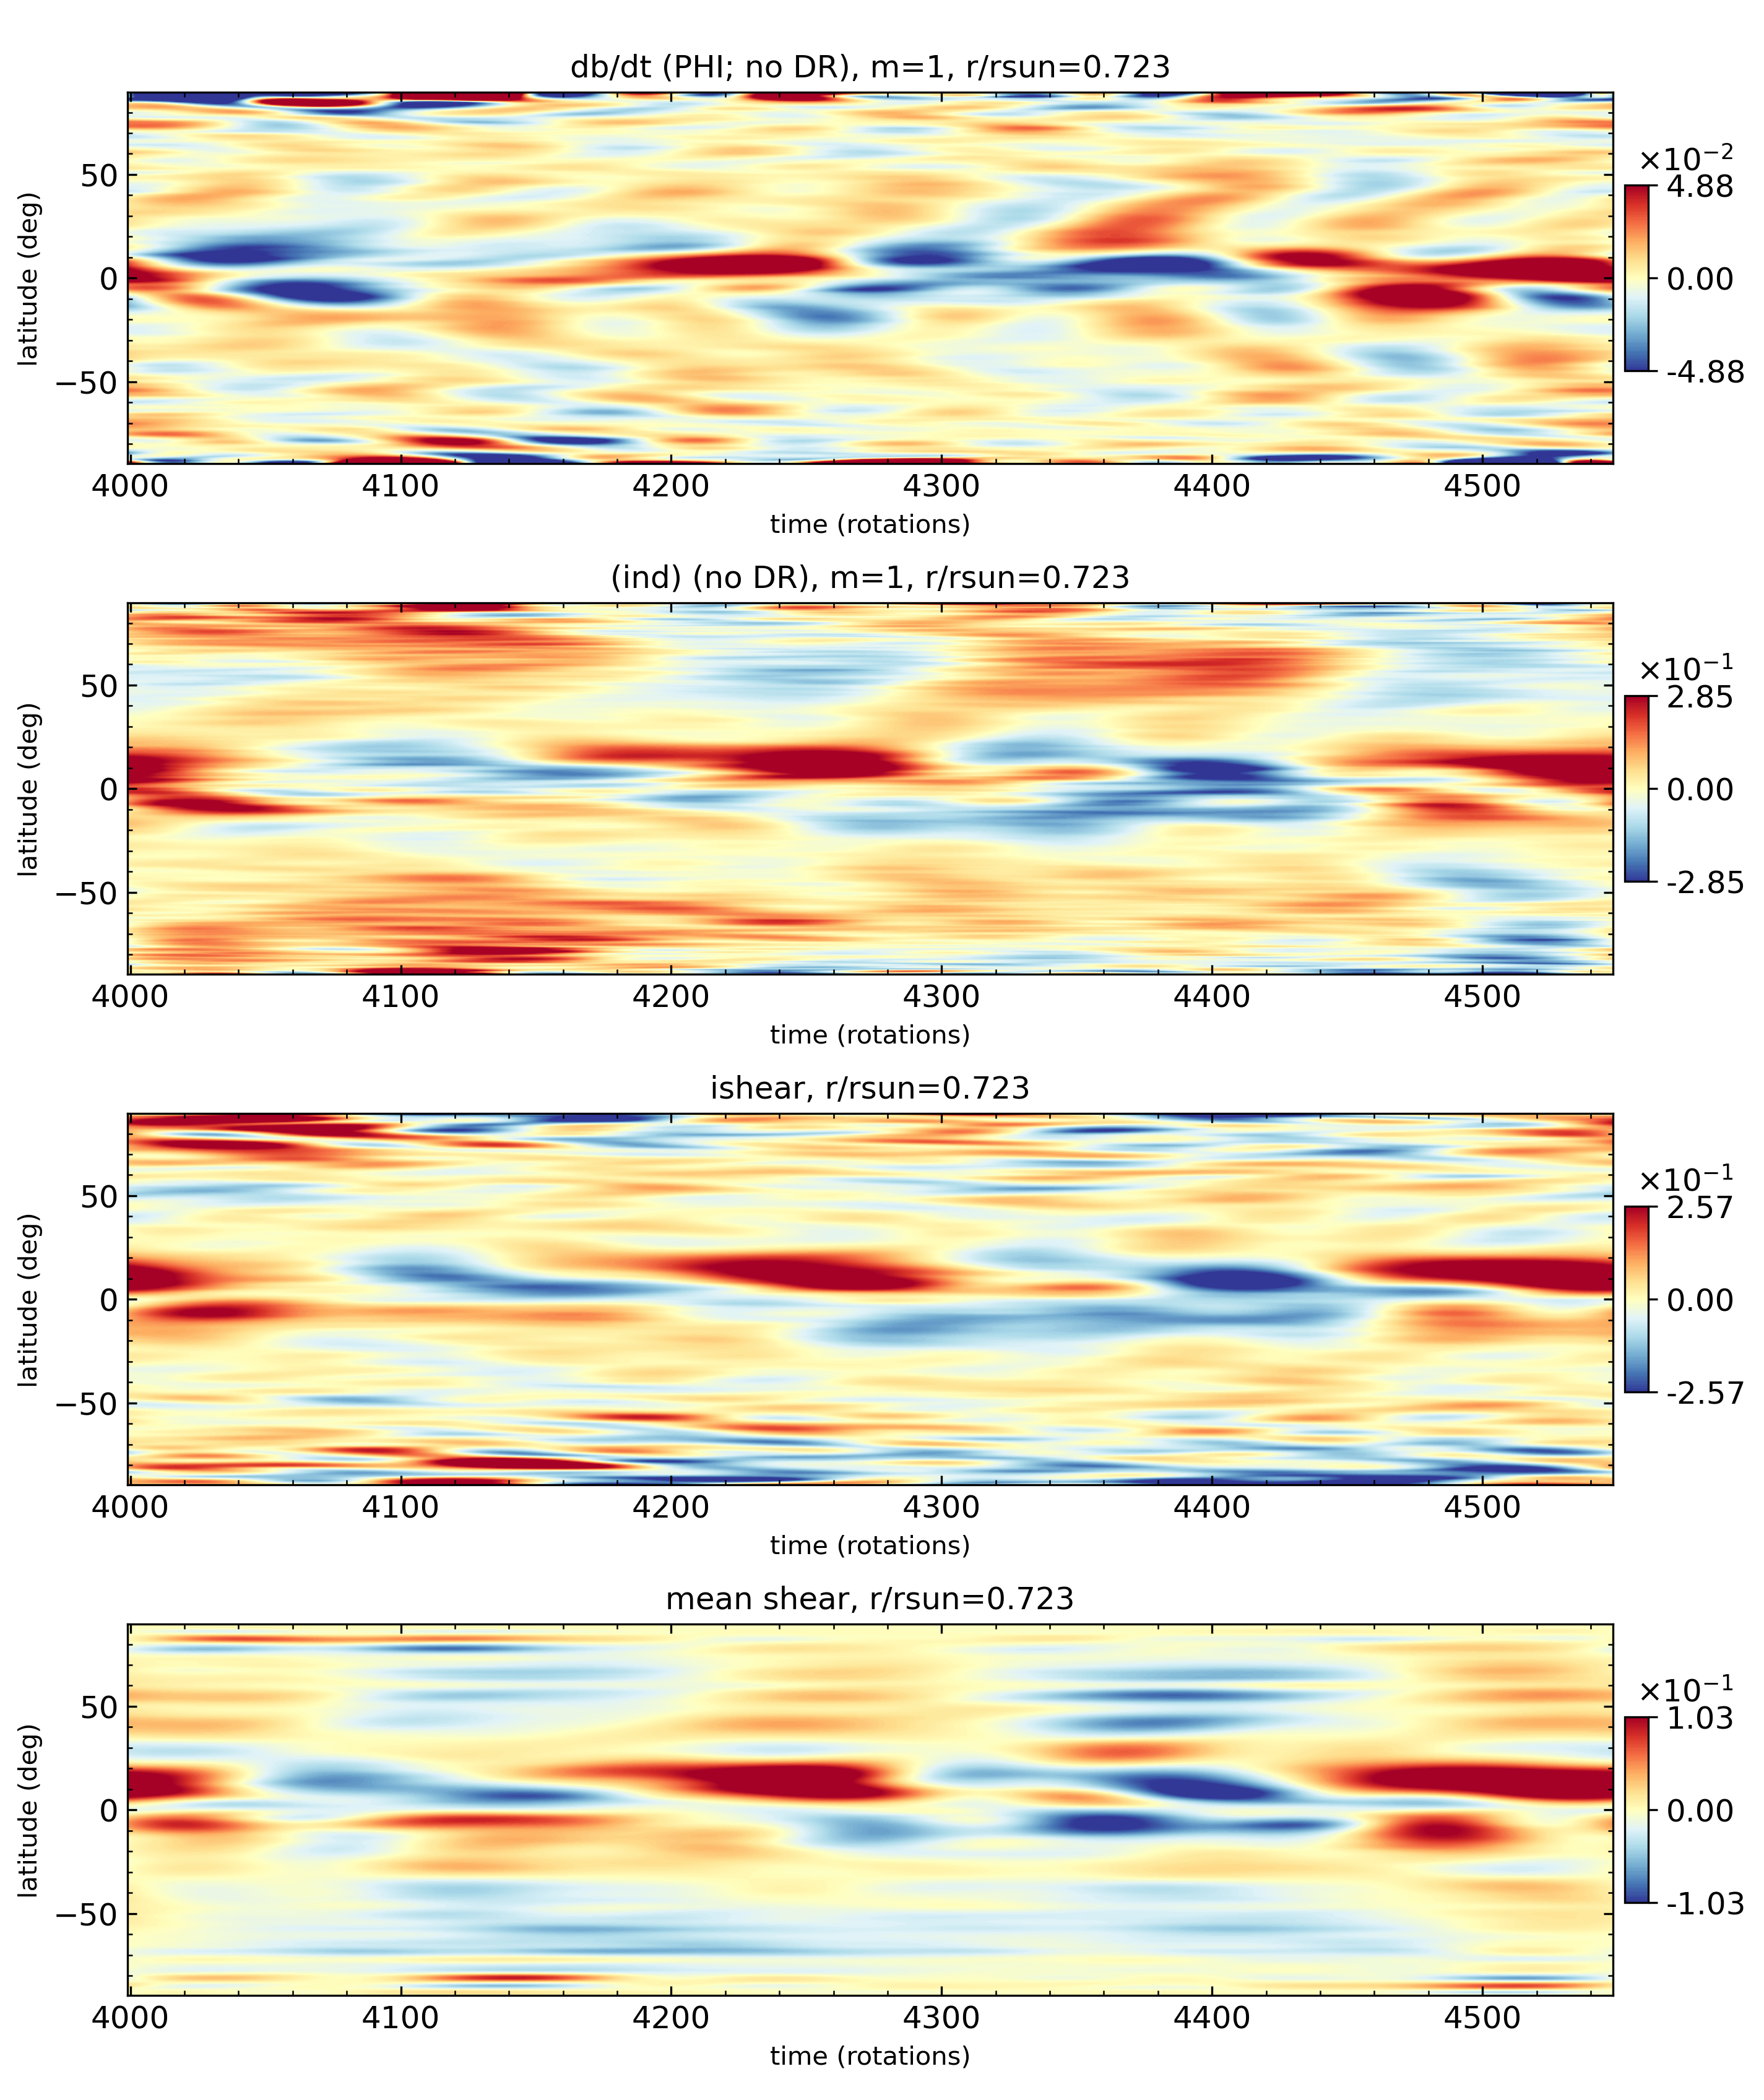 db/dt (PHI; no DR), m=1, r/rsun=0.723
×10⁻²
4.88
0.00
-4.88
latitude (deg)
50
0
−50
4000 4100 4200 4300 4400 4500
time (rotations)
(ind) (no DR), m=1, r/rsun=0.723
×10⁻¹
2.85
0.00
-2.85
latitude (deg)
50
0
−50
4000 4100 4200 4300 4400 4500
time (rotations)
ishear, r/rsun=0.723
×10⁻¹
2.57
0.00
-2.57
latitude (deg)
50
0
−50
4000 4100 4200 4300 4400 4500
time (rotations)
mean shear, r/rsun=0.723
×10⁻¹
1.03
0.00
-1.03
latitude (deg)
50
0
−50
4000 4100 4200 4300 4400 4500
time (rotations)